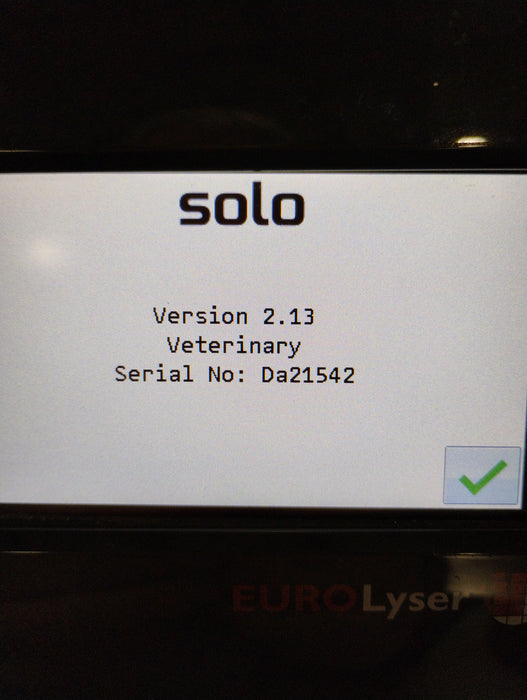 solo
Version 2.13
Veterinary
Serial No: Da21542
EUROLyser